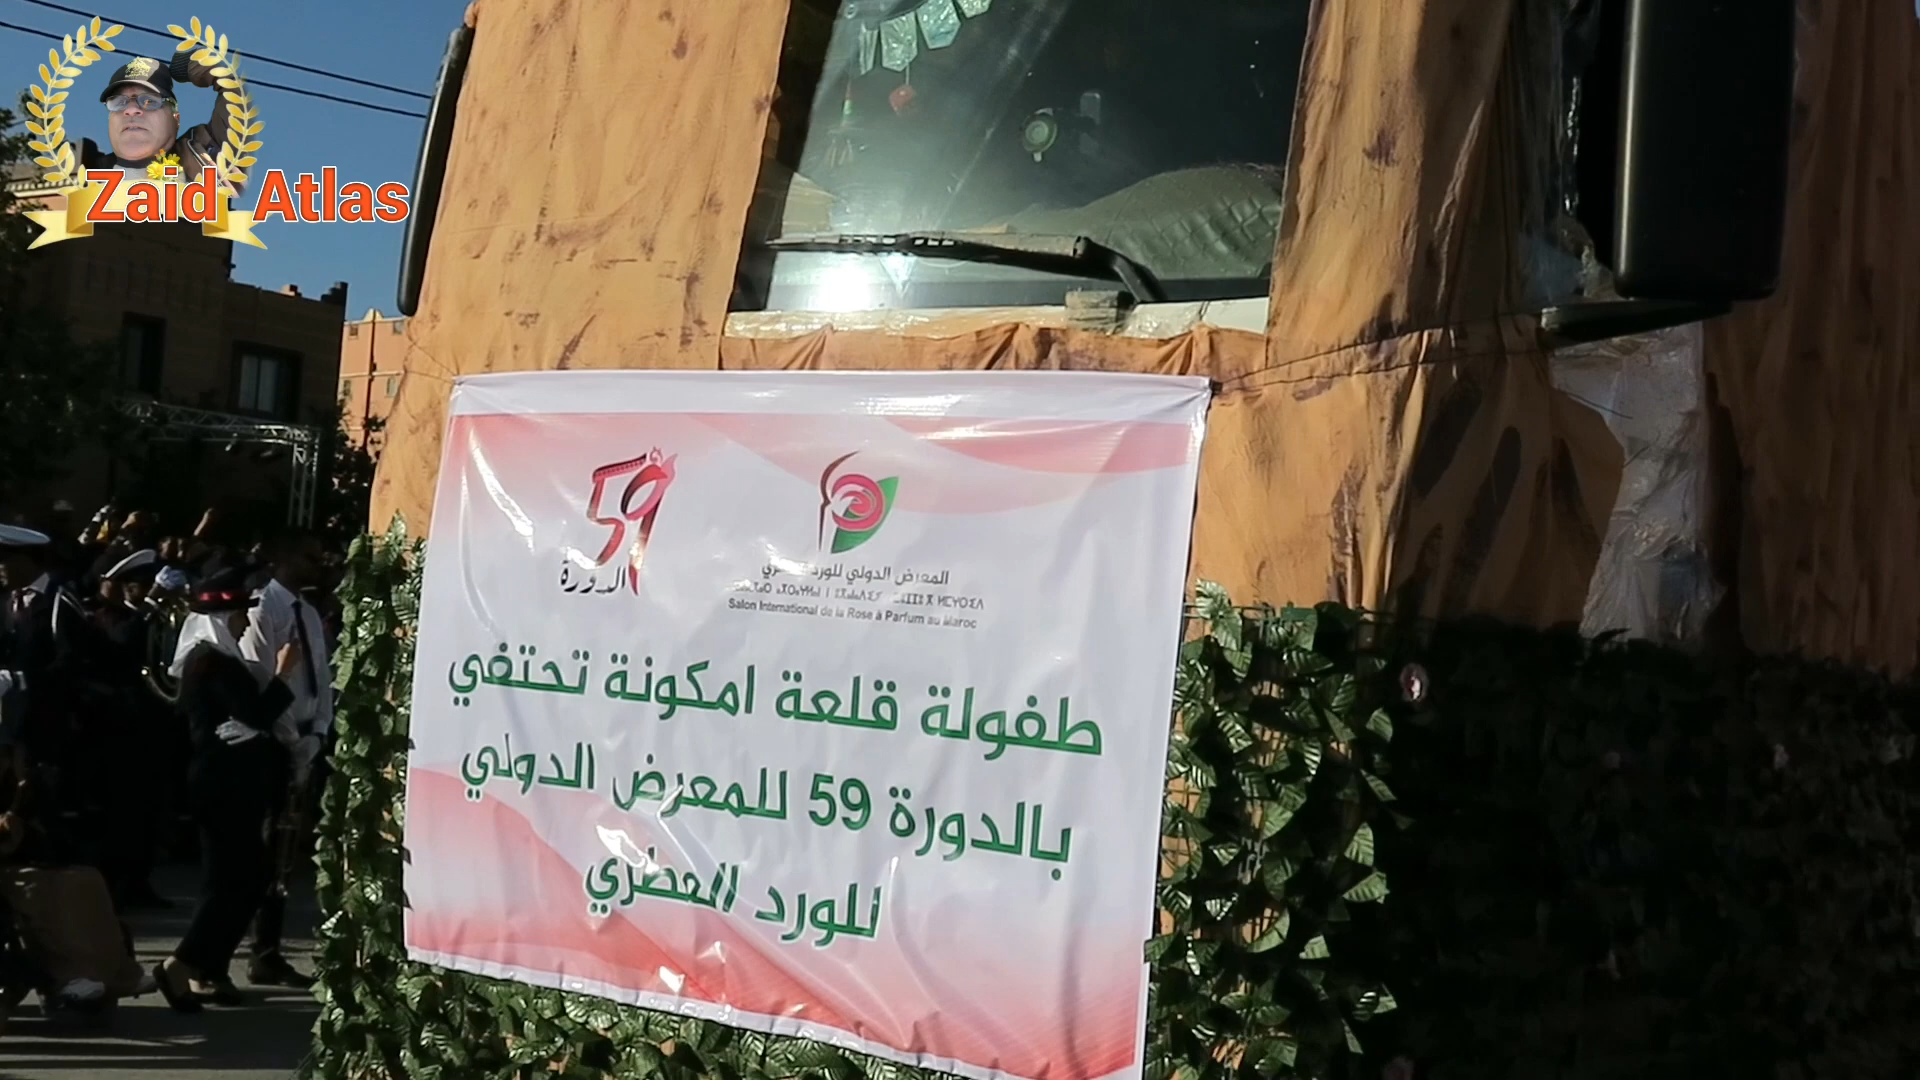 Zaid Atlas
59
الدورة
المعرض الدولي للورد
Salon International de la Rose à Parfum au Maroc
طفولة قلعة امكونة تحتفي
بالدورة 59 للمعرض الدولي
للورد العطري